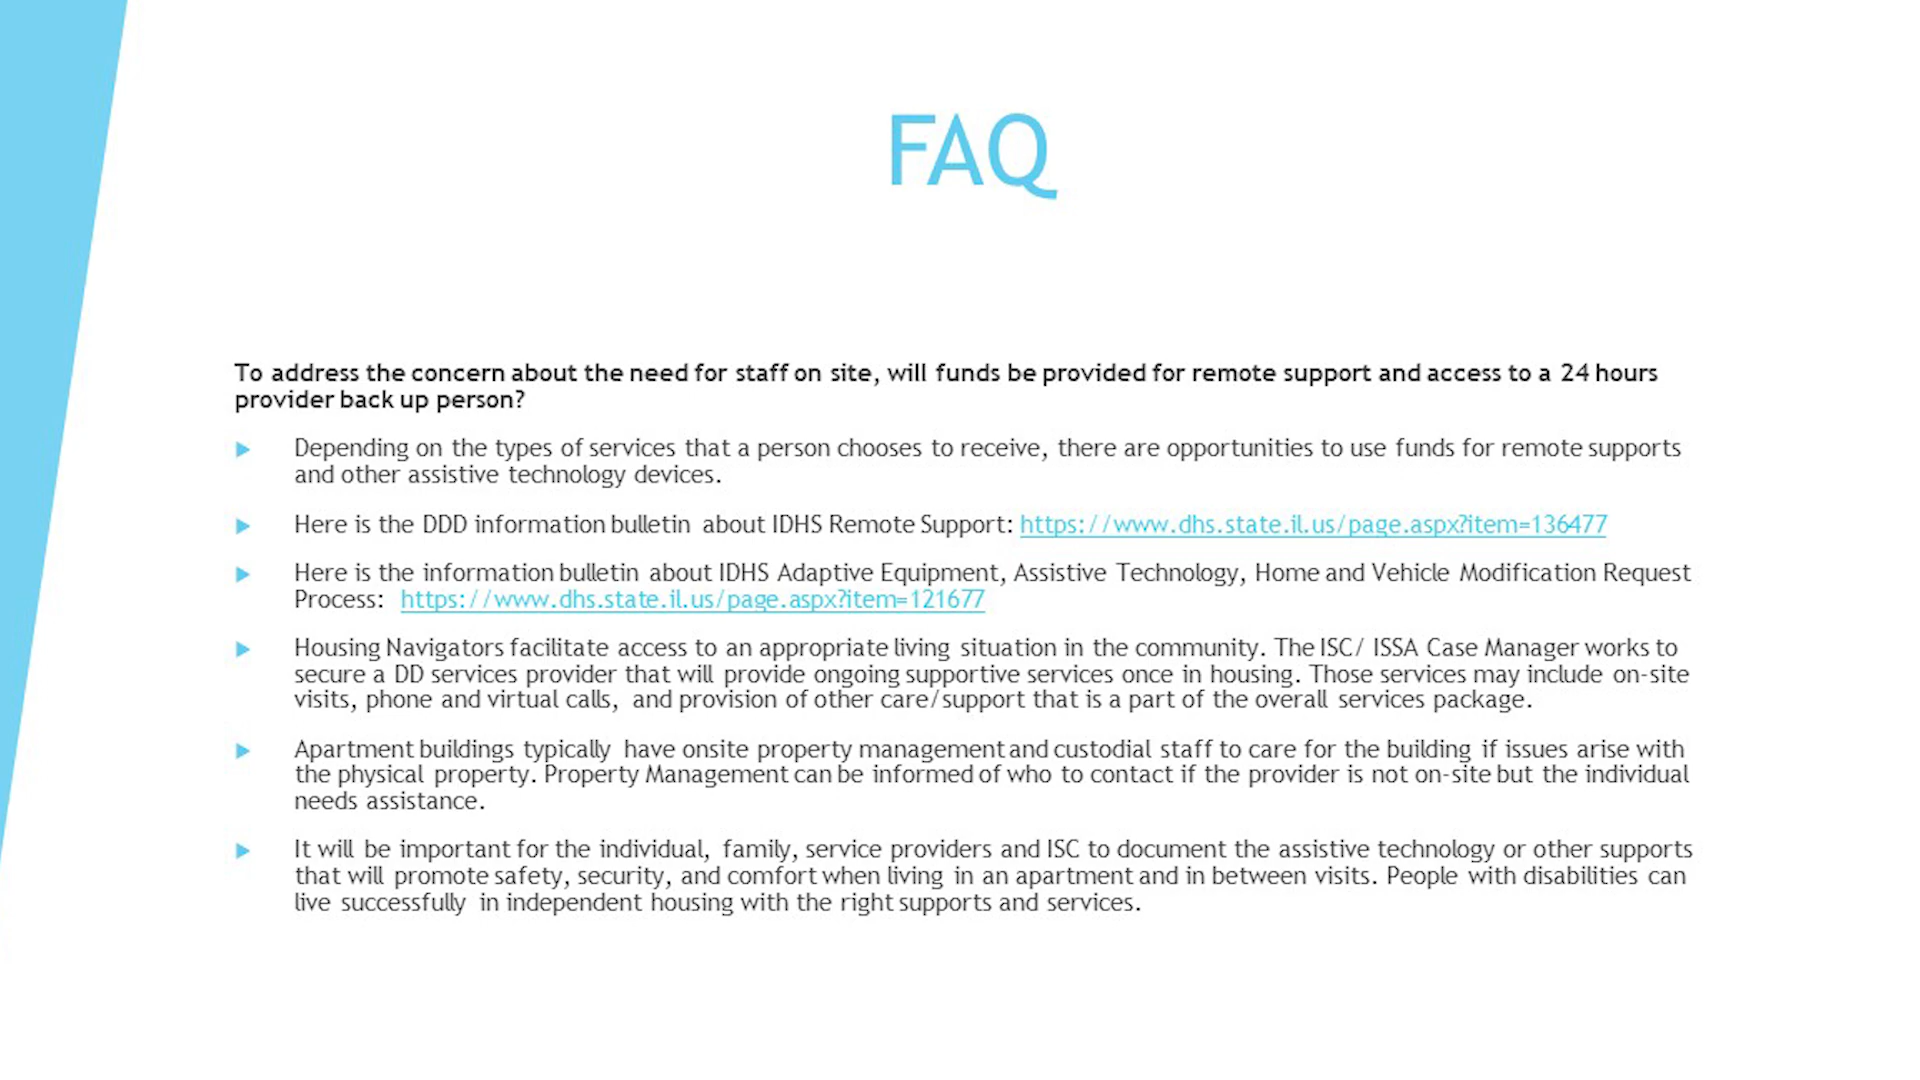 FAQ
To address the concern about the need for staff on site, will funds be provided for remote support and access to a 24 hours
provider back up person?
Depending on the types of services that a person chooses to receive, there are opportunities to use funds for remote supports
and other assistive technology devices.
Here is the DDD information bulletin about IDHS Remote Support: https://www.dhs.state.il.us/page.aspx?item=136477
Here is the information bulletin about IDHS Adaptive Equipment, Assistive Technology, Home and Vehicle Modification Request
Process: https://www.dhs.state.il.us/page.aspx?item=121677
Housing Navigators facilitate access to an appropriate living situation in the community. The ISC/ ISSA Case Manager works to
secure a DD services provider that will provide ongoing supportive services once in housing. Those services may include on-site
visits, phone and virtual calls, and provision of other care/support that is a part of the overall services package.
Apartment buildings typically have onsite property management and custodial staff to care for the building if issues arise with
the physical property. Property Management can be informed of who to contact if the provider is not on-site but the individual
needs assistance.
It will be important for the individual, family, service providers and ISC to document the assistive technology or other supports
that will promote safety, security, and comfort when living in an apartment and in between visits. People with disabilities can
live successfully in independent housing with the right supports and services.